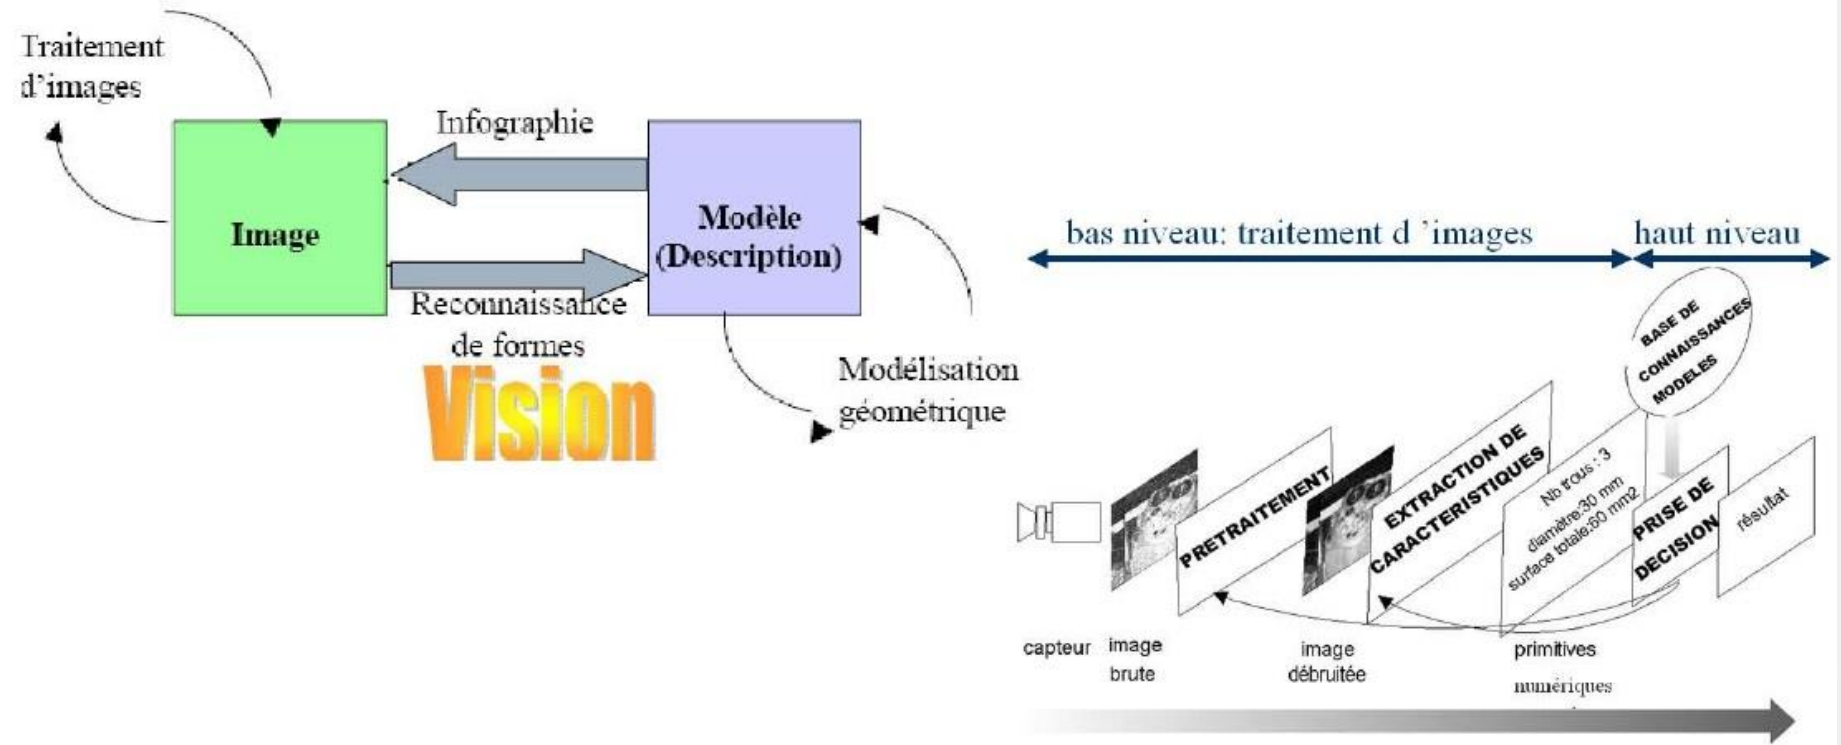 Traitement
d'images
Infographie
Image
Modèle
(Description)
Reconnaissance
de formes
Vision
Modélisation
géométrique
bas niveau: traitement d 'images
haut niveau
BASE DE
CONNAISSANCES
MODELES
PRETRAITEMENT
EXTRACTION DE
CARACTERISTIQUES
Nb trous : 3
diamètre:30 mm
surface totale:60 mm2
PRISE DE
DECISION
résultat
capteur
image
brute
image
débruitée
primitives
numériques